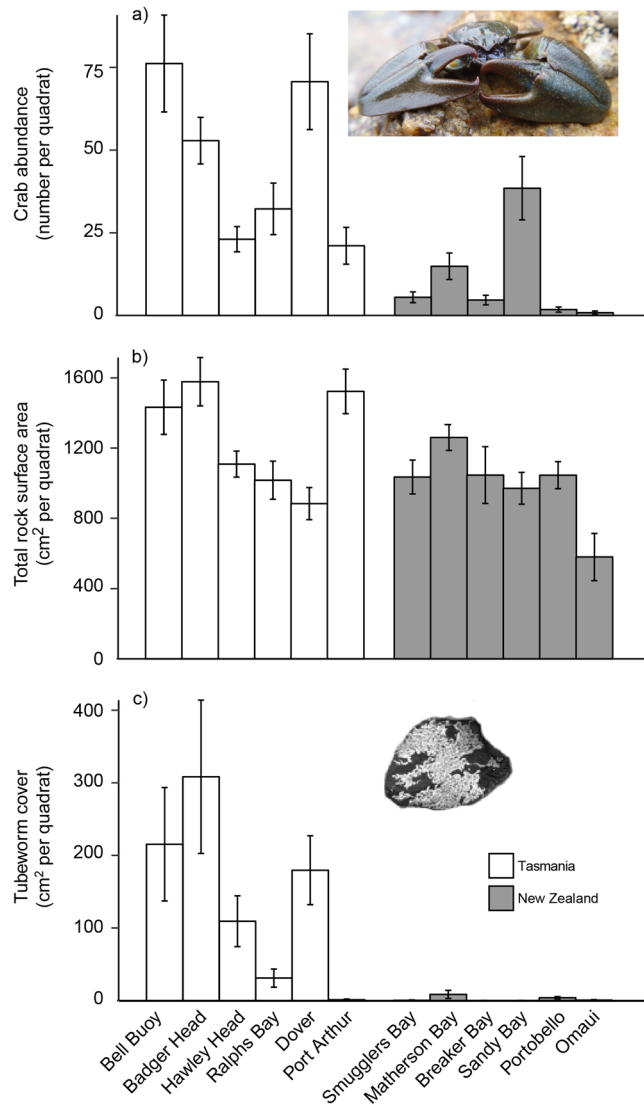 a)
Crab abundance
(number per quadrat)
75
50
25
0
b)
Total rock surface area
(cm² per quadrat)
1600
1200
800
400
0
c)
Tubeworm cover
(cm² per quadrat)
400
300
200
100
0
Tasmania
New Zealand
Bell Buoy
Badger Head
Hawley Head
Ralphs Bay
Dover
Port Arthur
Smugglers Bay
Matherson Bay
Breaker Bay
Sandy Bay
Portobello
Omaui